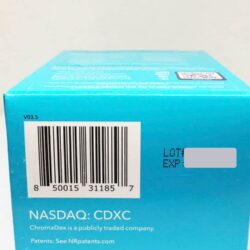 V03.5
8 50015 31185 7
LOT#
EXP
NASDAQ: CDXC
ChromaDex is a publicly traded company.
Patents: See NRpatents.com